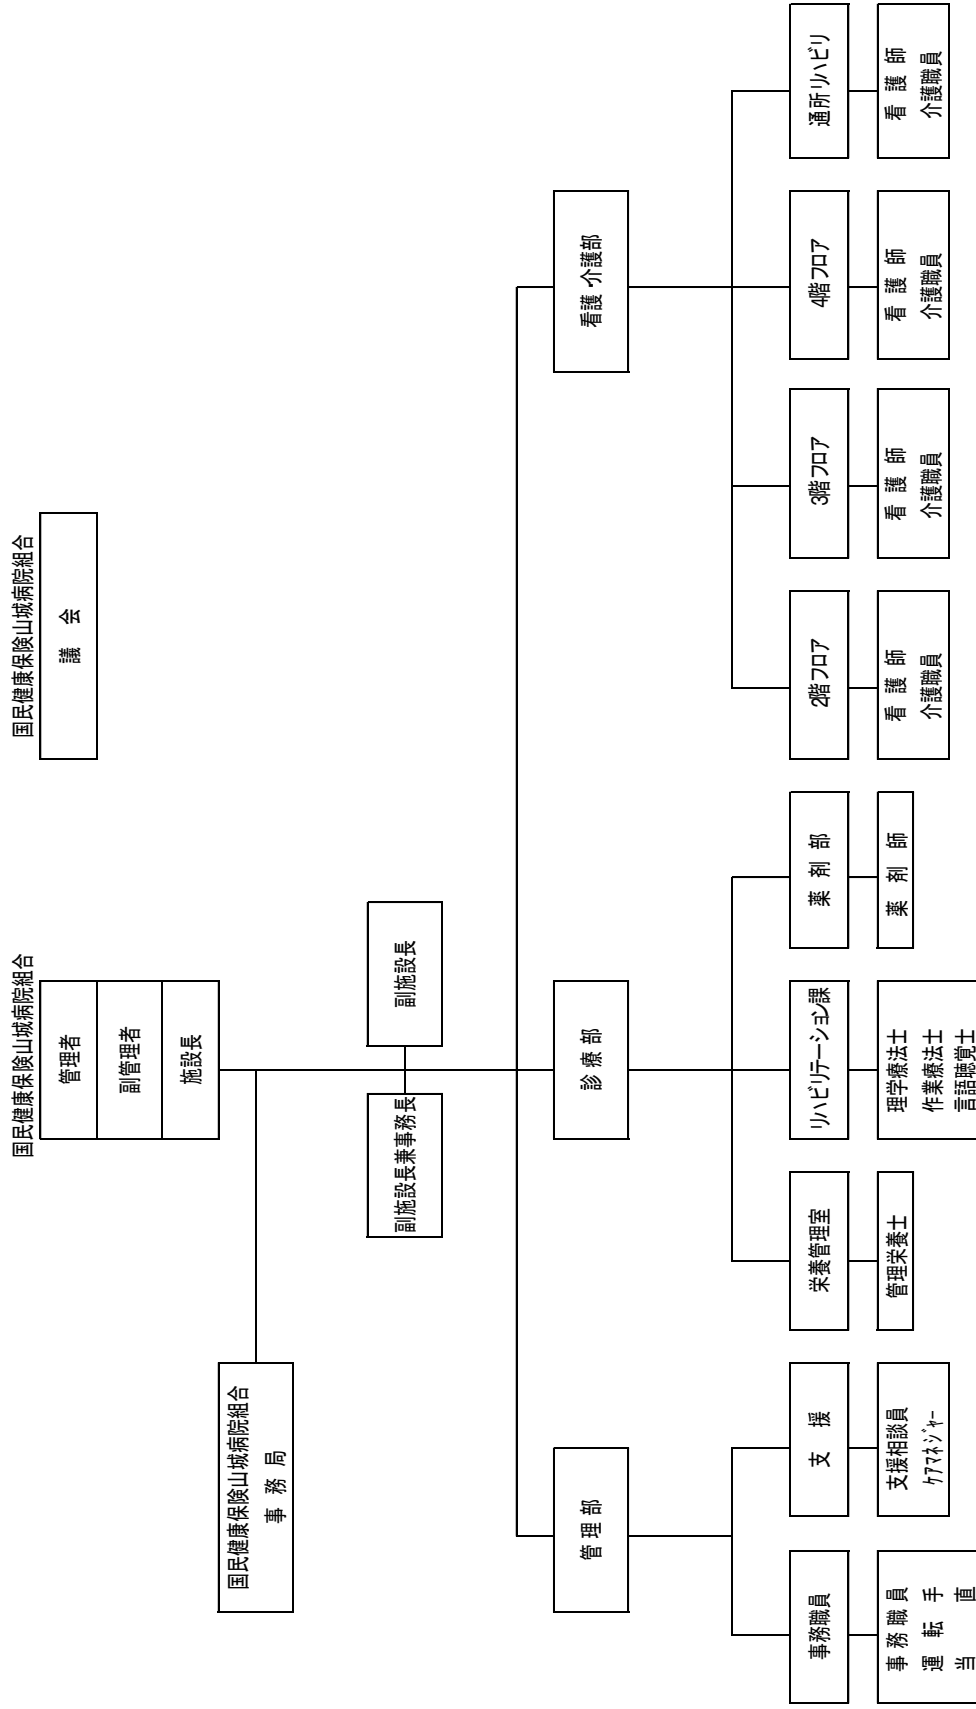 国民健康保険山城病院組合
管理者
副管理者
施設長
国民健康保険山城病院組合
議 会
国民健康保険山城病院組合
事 務 局
副施設長兼事務長
副施設長
管 理 部
診 療 部
看護・介護部
事務職員
支 援
栄養管理室
リハビリテーション課
薬 剤 部
2階フロア
3階フロア
4階フロア
通所リハビリ
事 務 職 員
運 転 手
当 直
支援相談員
ケアマネジャー
管理栄養士
理学療法士
作業療法士
言語聴覚士
薬 剤 師
看 護 師
介護職員
看 護 師
介護職員
看 護 師
介護職員
看 護 師
介護職員